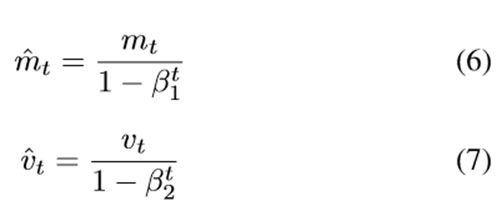 m̂_t = m_t / (1 − β_1^t) (6)
v̂_t = v_t / (1 − β_2^t) (7)